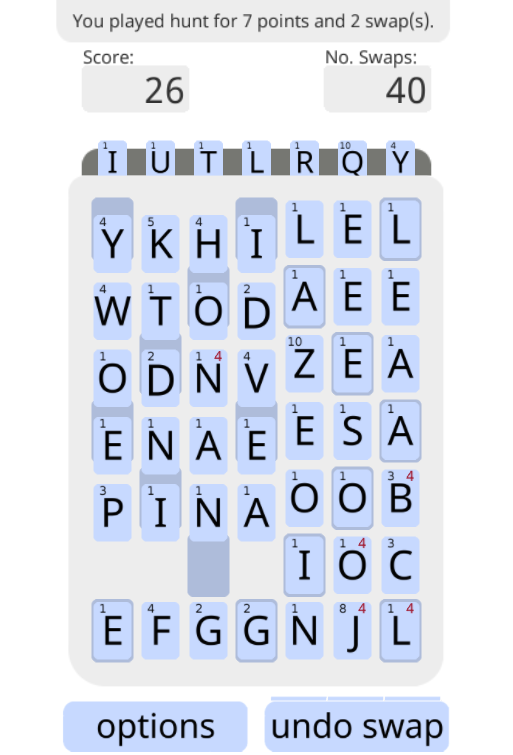 You played hunt for 7 points and 2 swap(s).
Score: No. Swaps:
26 40
1 I 1 U 1 T 1 L 1 R 10 Q 4 Y
4 Y 5 K 4 H 1 I 1 L 1 E 1 L
4 W 1 T 1 O 2 D 1 A 1 E 1 E
1 O 2 D 1 N 4 4 V 10 Z 1 E 1 A
1 E 1 N 1 A 1 E 1 E 1 S 1 A
3 P 1 I 1 N 1 A 1 O 1 O 3 B 4
1 I 1 O 4 3 C
1 E 4 F 2 G 2 G 1 N 8 J 4 1 L 4
options undo swap